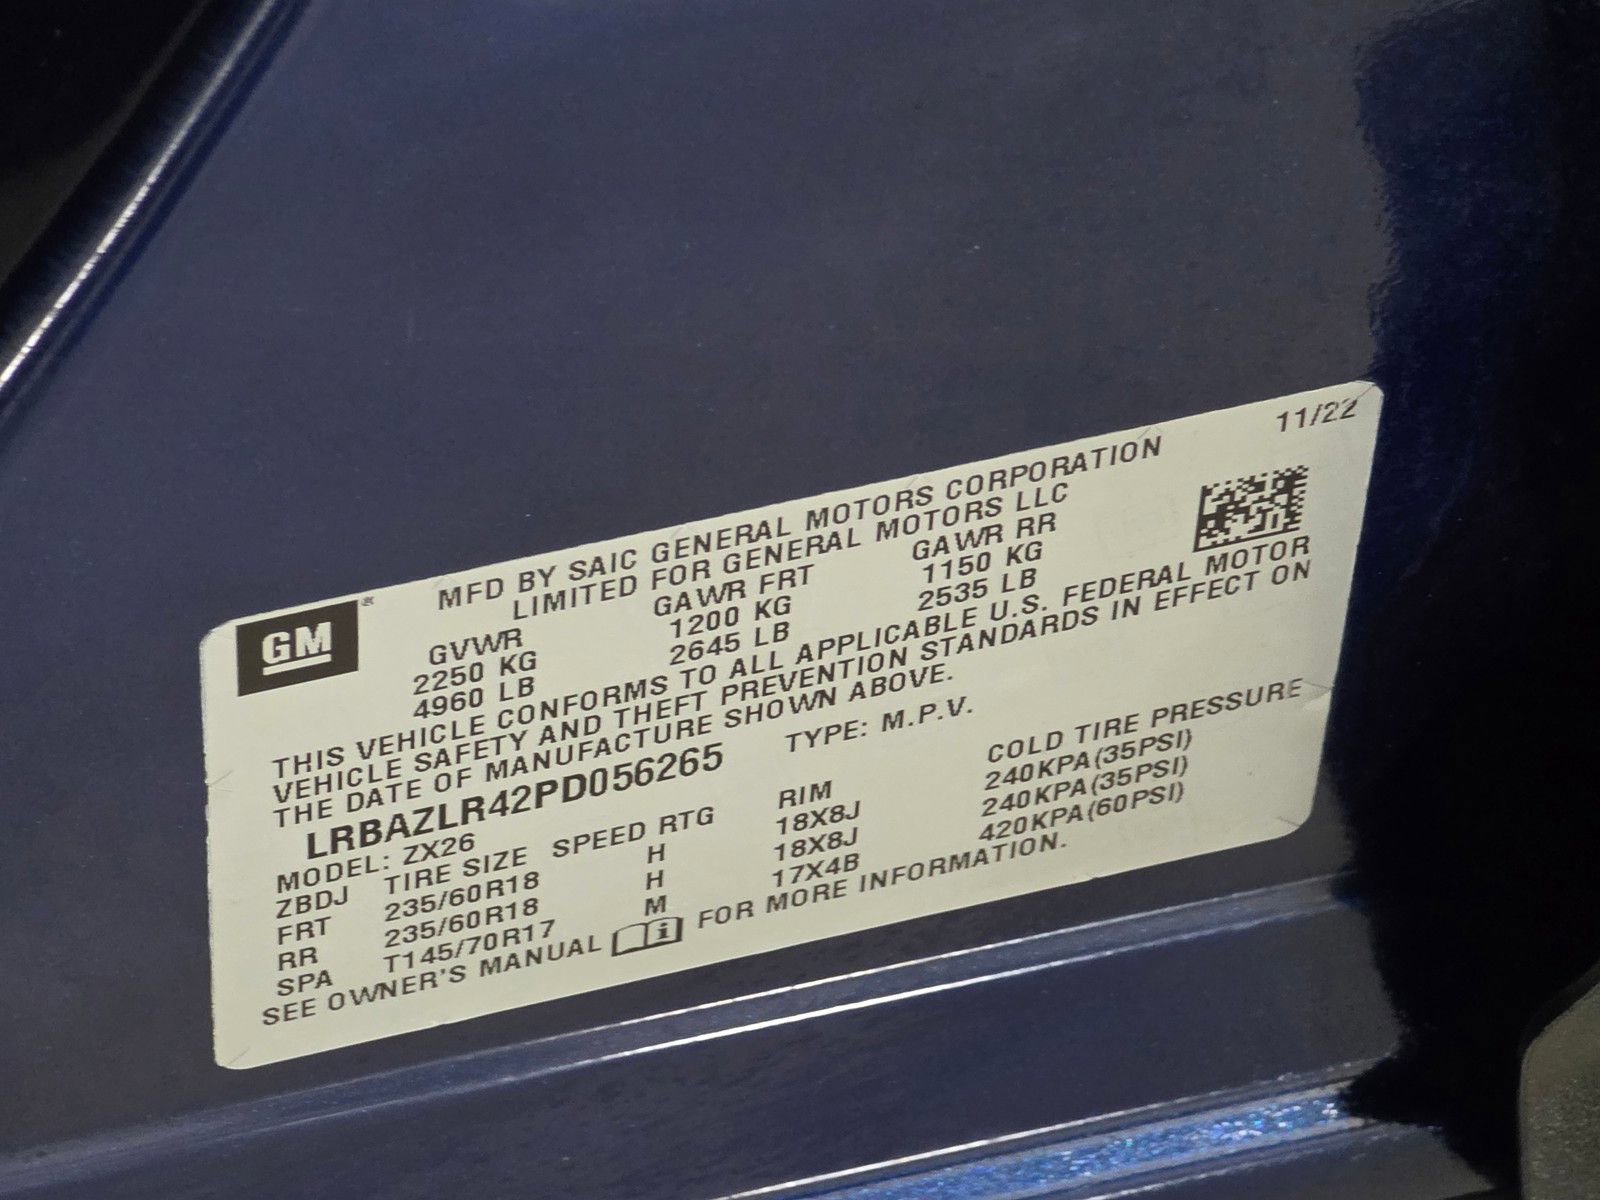 11/22
GM ®
MFD BY SAIC GENERAL MOTORS CORPORATION
LIMITED FOR GENERAL MOTORS LLC
GVWR GAWR FRT GAWR RR
2250 KG 1200 KG 1150 KG
4960 LB 2645 LB 2535 LB
THIS VEHICLE CONFORMS TO ALL APPLICABLE U.S. FEDERAL MOTOR
VEHICLE SAFETY AND THEFT PREVENTION STANDARDS IN EFFECT ON
THE DATE OF MANUFACTURE SHOWN ABOVE.
LRBAZLR42PD056265 TYPE: M.P.V.
MODEL: ZX26
ZBDJ TIRE SIZE SPEED RTG RIM COLD TIRE PRESSURE
FRT 235/60R18 H 18X8J 240KPA(35PSI)
RR 235/60R18 H 18X8J 240KPA(35PSI)
SPA T145/70R17 M 17X4B 420KPA(60PSI)
SEE OWNER'S MANUAL i FOR MORE INFORMATION.